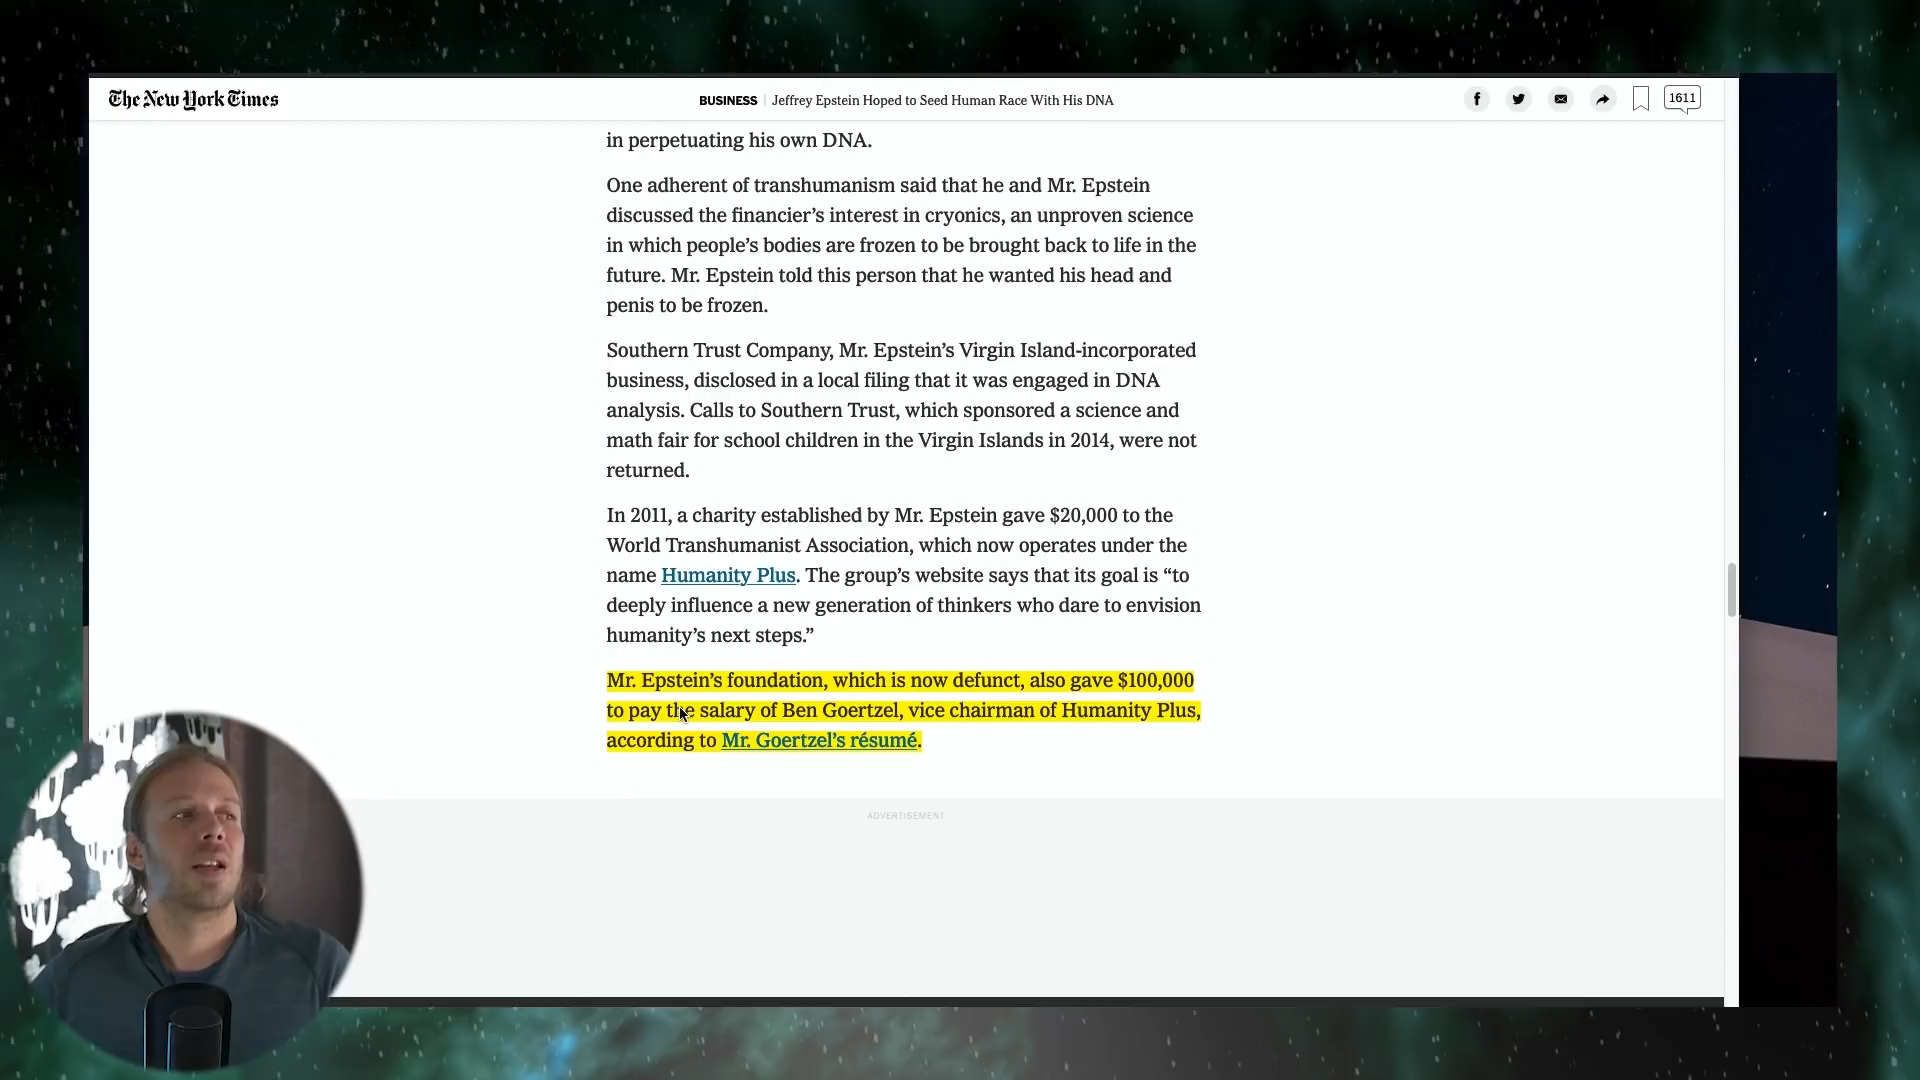 The New York Times
BUSINESS | Jeffrey Epstein Hoped to Seed Human Race With His DNA
1611
in perpetuating his own DNA.
One adherent of transhumanism said that he and Mr. Epstein
discussed the financier’s interest in cryonics, an unproven science
in which people’s bodies are frozen to be brought back to life in the
future. Mr. Epstein told this person that he wanted his head and
penis to be frozen.
Southern Trust Company, Mr. Epstein’s Virgin Island-incorporated
business, disclosed in a local filing that it was engaged in DNA
analysis. Calls to Southern Trust, which sponsored a science and
math fair for school children in the Virgin Islands in 2014, were not
returned.
In 2011, a charity established by Mr. Epstein gave $20,000 to the
World Transhumanist Association, which now operates under the
name Humanity Plus. The group’s website says that its goal is “to
deeply influence a new generation of thinkers who dare to envision
humanity’s next steps.”
Mr. Epstein’s foundation, which is now defunct, also gave $100,000
to pay the salary of Ben Goertzel, vice chairman of Humanity Plus,
according to Mr. Goertzel’s résumé.
ADVERTISEMENT